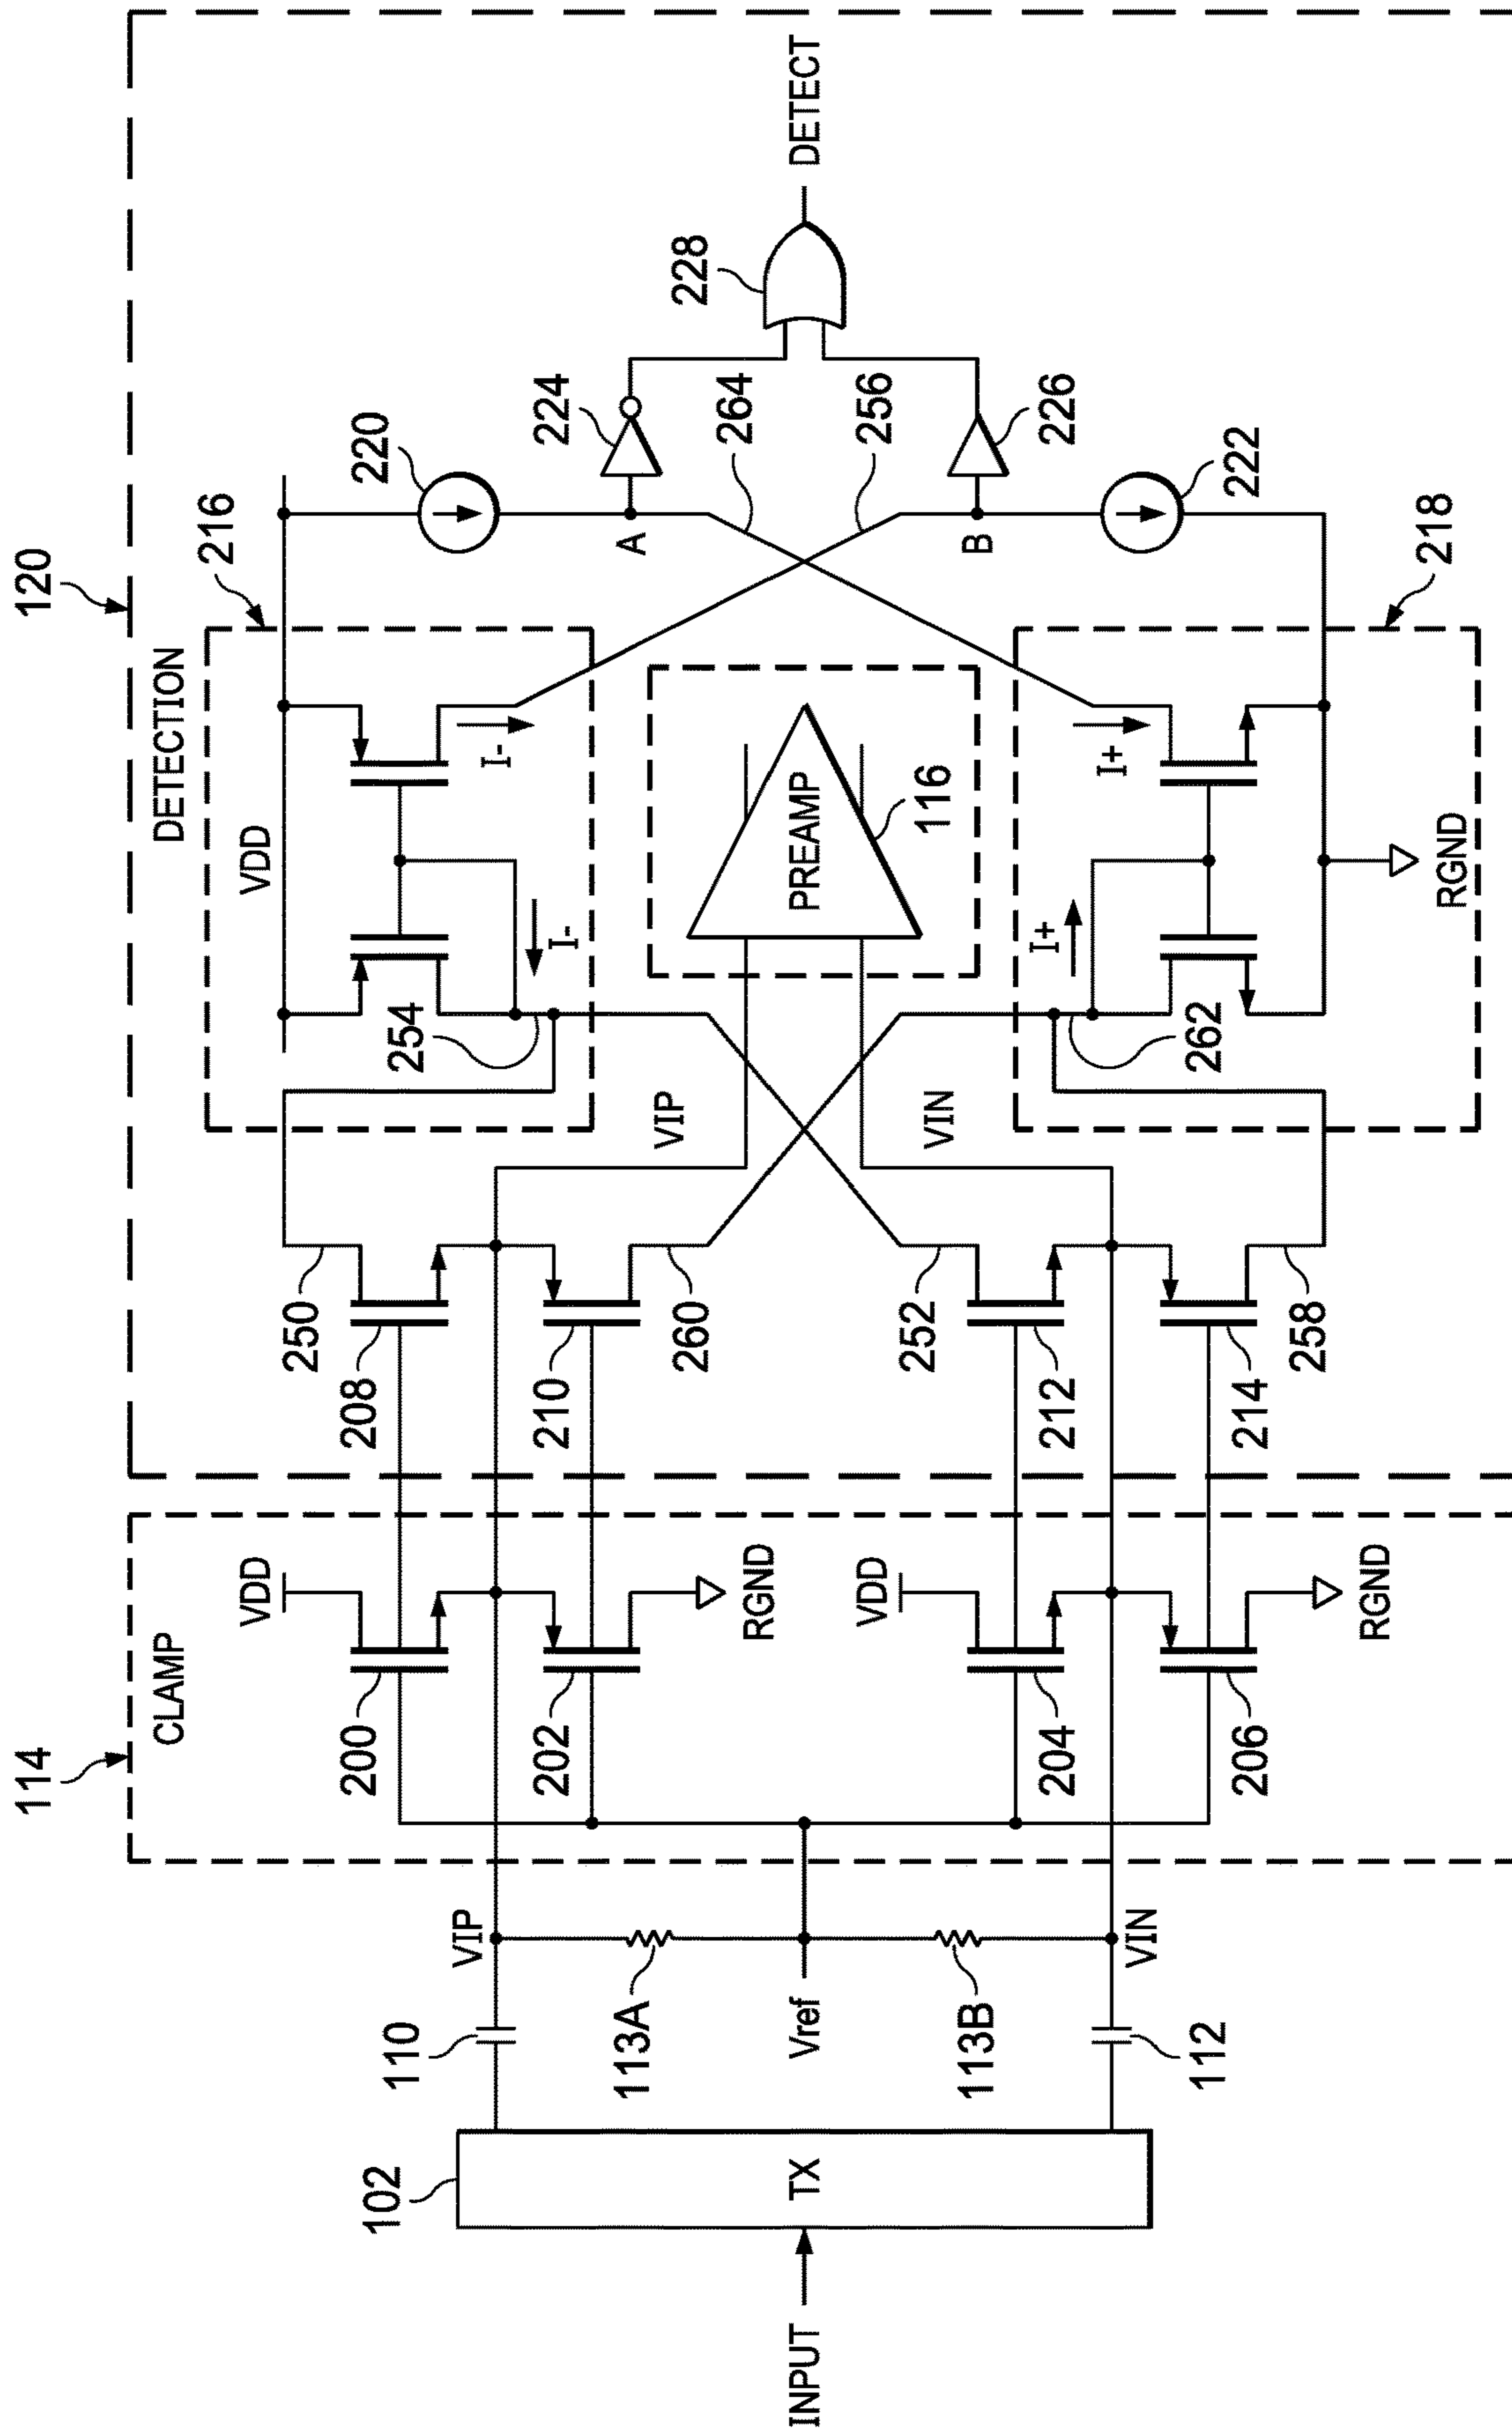 INPUT
102
TX
110
112
VIP
113A
Vref
113B
VIN
114
CLAMP
VDD
200
202
RGND
VDD
204
206
RGND
120
DETECTION
250
208
210
260
252
212
214
258
VIP
VIN
216
VDD
254
I-
I-
PREAMP
116
I+
I+
262
218
RGND
220
A
224
264
256
B
226
222
228
DETECT